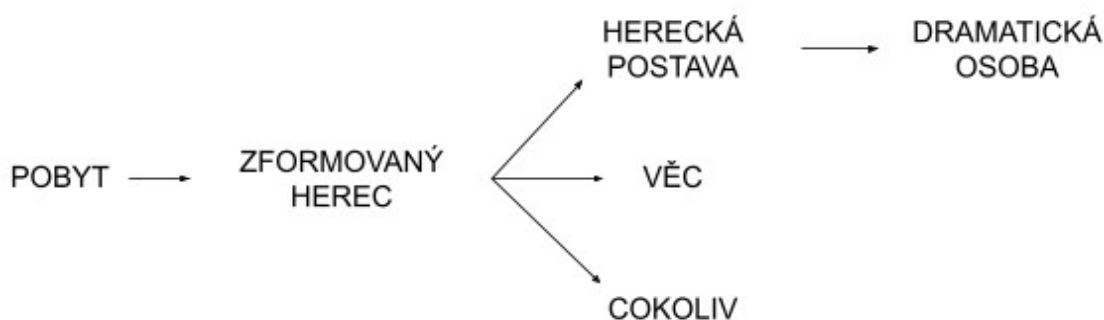 HERECKÁ
POSTAVA
DRAMATICKÁ
OSOBA
POBYT
ZFORMOVANÝ
HEREC
VĚC
COKOLIV